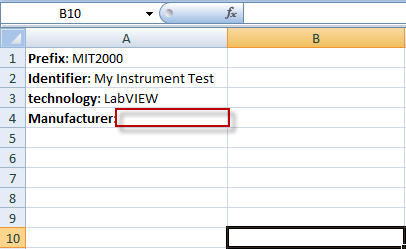 B10
fx
A B
1 Prefix: MIT2000
2 Identifier: My Instrument Test
3 technology: LabVIEW
4 Manufacturer:
5
6
7
8
9
10